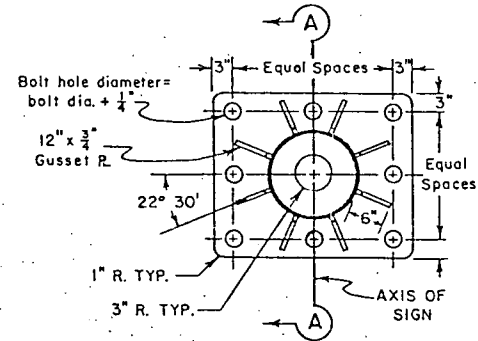 A
3"
Equal Spaces
3"
Bolt hole diameter=
bolt dia. + 1/4"
3"
12" x 3/4"
Gusset PL
Equal
Spaces
22° 30'
6"
1" R. TYP.
3" R. TYP.
AXIS OF
SIGN
A